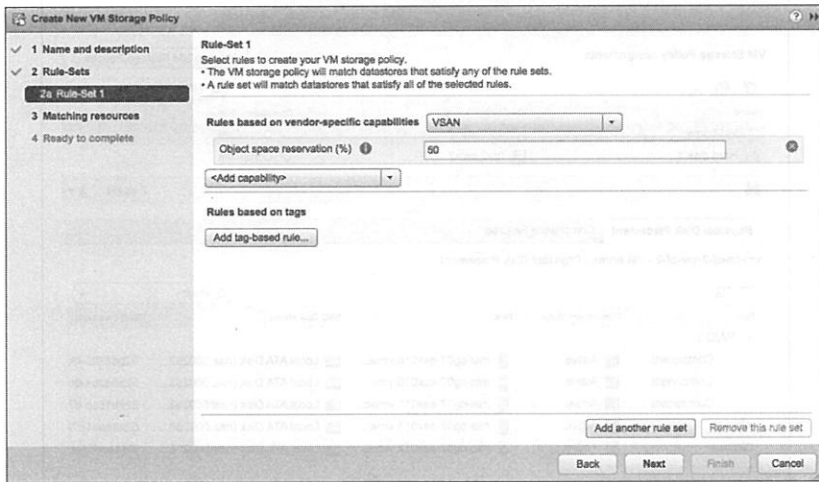 Create New VM Storage Policy
1 Name and description
2 Rule-Sets
2a Rule-Set 1
3 Matching resources
4 Ready to complete
Rule-Set 1
Select rules to create your VM storage policy.
• The VM storage policy will match datastores that satisfy any of the rule sets.
• A rule set will match datastores that satisfy all of the selected rules.
Rules based on vendor-specific capabilities VSAN
Object space reservation (%) 50
<Add capability>
Rules based on tags
Add tag-based rule...
Add another rule set Remove this rule set
Back Next Finish Cancel